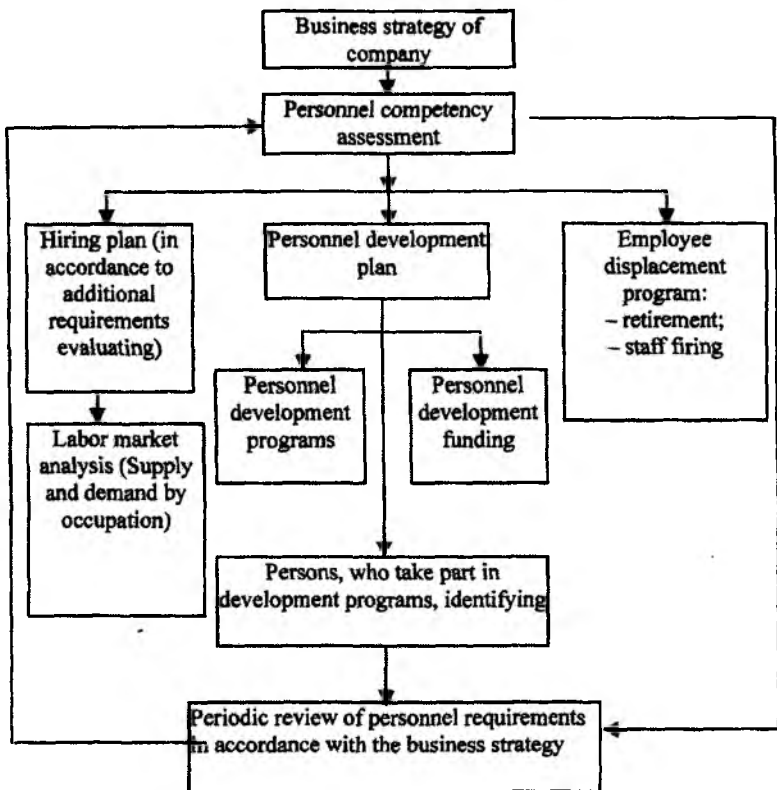 Business strategy of
company
Personnel competency
assessment
Hiring plan (in
accordance to
additional
requirements
evaluating)
Personnel development
plan
Employee
displacement
program:
– retirement;
– staff firing
Personnel
development
programs
Personnel
development
funding
Labor market
analysis (Supply
and demand by
occupation)
Persons, who take part in
development programs, identifying
Periodic review of personnel requirements
in accordance with the business strategy